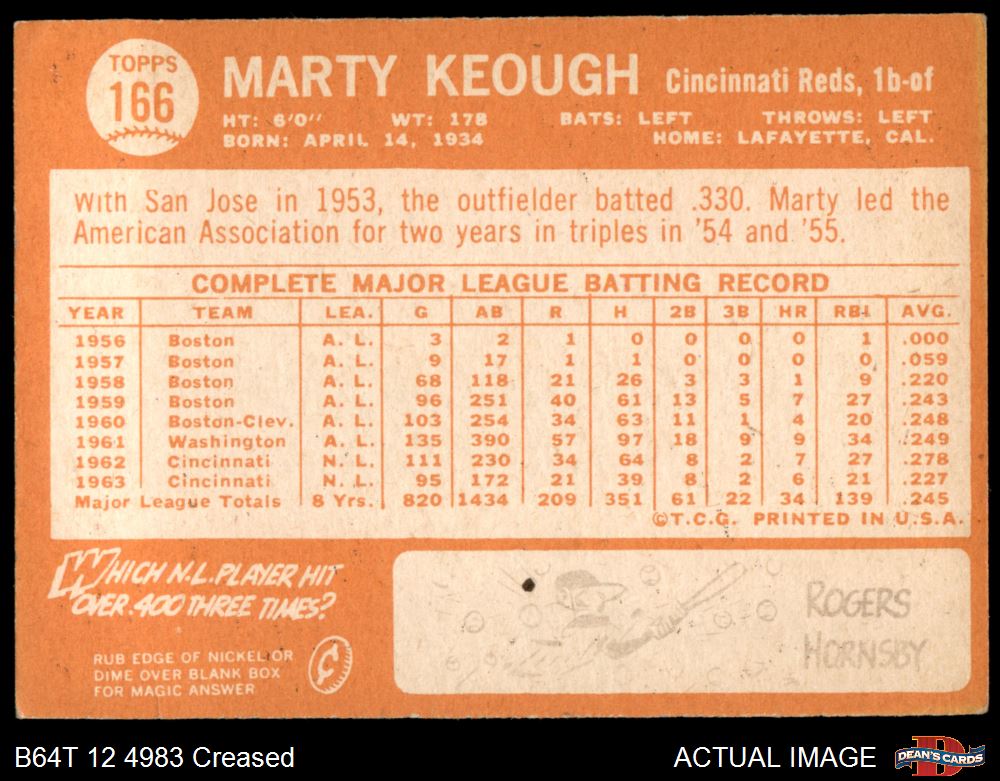 TOPPS
166
MARTY KEOUGH Cincinnati Reds, 1b-of
HT: 6'0" WT: 178 BATS: LEFT THROWS: LEFT
BORN: APRIL 14, 1934 HOME: LAFAYETTE, CAL.
With San Jose in 1953, the outfielder batted .330. Marty led the
American Association for two years in triples in '54 and '55.
COMPLETE MAJOR LEAGUE BATTING RECORD
YEAR TEAM LEA. G AB R H 2B 3B HR RBI AVG.
1956 Boston A. L. 3 2 1 0 0 0 0 1 .000
1957 Boston A. L. 9 17 1 1 0 0 0 0 .059
1958 Boston A. L. 68 118 21 26 3 3 1 9 .220
1959 Boston A. L. 96 251 40 61 13 5 7 27 .243
1960 Boston-Clev. A. L. 103 254 34 63 11 1 4 20 .248
1961 Washington A. L. 135 390 57 97 18 9 9 34 .249
1962 Cincinnati N. L. 111 230 34 64 8 2 7 27 .278
1963 Cincinnati N. L. 95 172 21 39 8 2 6 21 .227
Major League Totals 8 Yrs. 820 1434 209 351 61 22 34 139 .245
©T.C.G. PRINTED IN U.S.A.
WHICH N.L. PLAYER HIT
OVER .400 THREE TIMES?
RUB EDGE OF NICKEL OR
DIME OVER BLANK BOX
FOR MAGIC ANSWER
¢
ROGERS
HORNSBY
B64T 12 4983 Creased ACTUAL IMAGE
D
DEAN'S CARDS